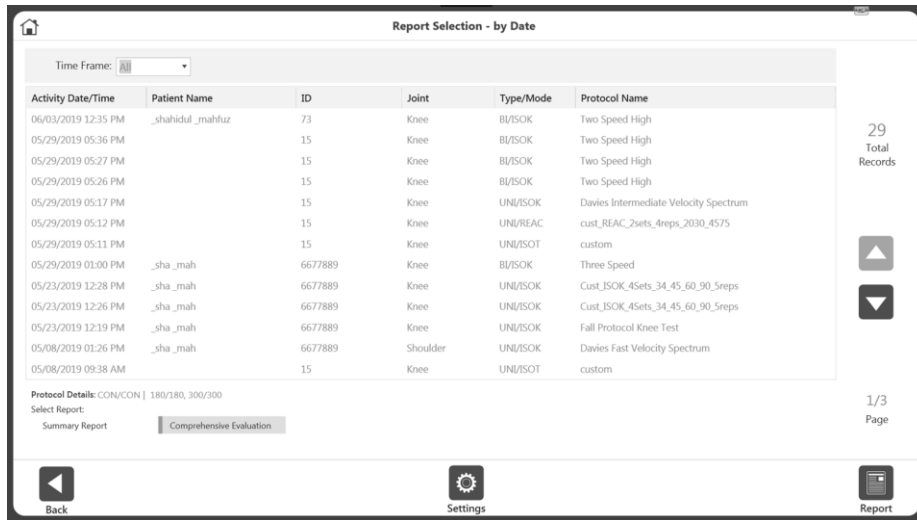 Report Selection - by Date
Time Frame: All
Activity Date/Time Patient Name ID Joint Type/Mode Protocol Name
06/03/2019 12:35 PM _shahidul _mahfuz 73 Knee BI/ISOK Two Speed High
05/29/2019 05:36 PM 15 Knee BI/ISOK Two Speed High
05/29/2019 05:27 PM 15 Knee BI/ISOK Two Speed High
05/29/2019 05:26 PM 15 Knee BI/ISOK Two Speed High
05/29/2019 05:17 PM 15 Knee UNI/ISOK Davies Intermediate Velocity Spectrum
05/29/2019 05:12 PM 15 Knee UNI/REAC cust_REAC_2sets_4reps_2030_4575
05/29/2019 05:11 PM 15 Knee UNI/ISOT custom
05/29/2019 01:00 PM _sha _mah 6677889 Knee BI/ISOK Three Speed
05/23/2019 12:28 PM _sha _mah 6677889 Knee UNI/ISOK Cust_ISOK_4Sets_34_45_60_90_5reps
05/23/2019 12:26 PM _sha _mah 6677889 Knee UNI/ISOK Cust_ISOK_4Sets_34_45_60_90_5reps
05/23/2019 12:19 PM _sha _mah 6677889 Knee UNI/ISOK Fall Protocol Knee Test
05/08/2019 01:26 PM _sha _mah 6677889 Shoulder UNI/ISOK Davies Fast Velocity Spectrum
05/08/2019 09:38 AM 15 Knee UNI/ISOT custom
29
Total
Records
Protocol Details: CON/CON | 180/180, 300/300
Select Report:
Summary Report Comprehensive Evaluation
1/3
Page
Back Settings Report